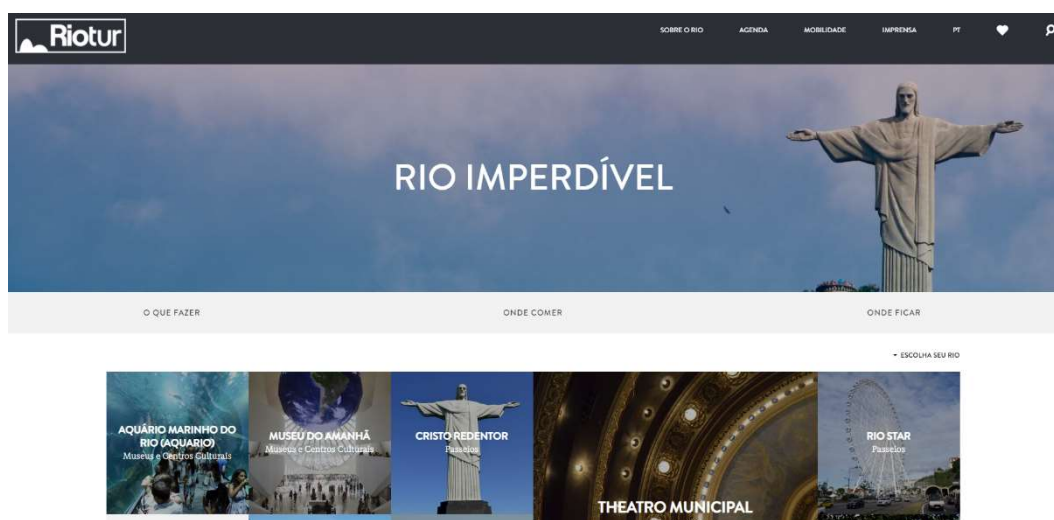 Riotur
SOBRE O RIO AGENDA MOBILIDADE IMPRENSA PT
RIO IMPERDÍVEL
O QUE FAZER ONDE COMER ONDE FICAR
ESCOLHA SEU RIO
AQUÁRIO MARINHO DO
RIO (AQUARIO)
Museus e Centros Culturais
MUSEU DO AMANHÃ
Museus e Centros Culturais
CRISTO REDENTOR
Passeios
THEATRO MUNICIPAL
RIO STAR
Passeios